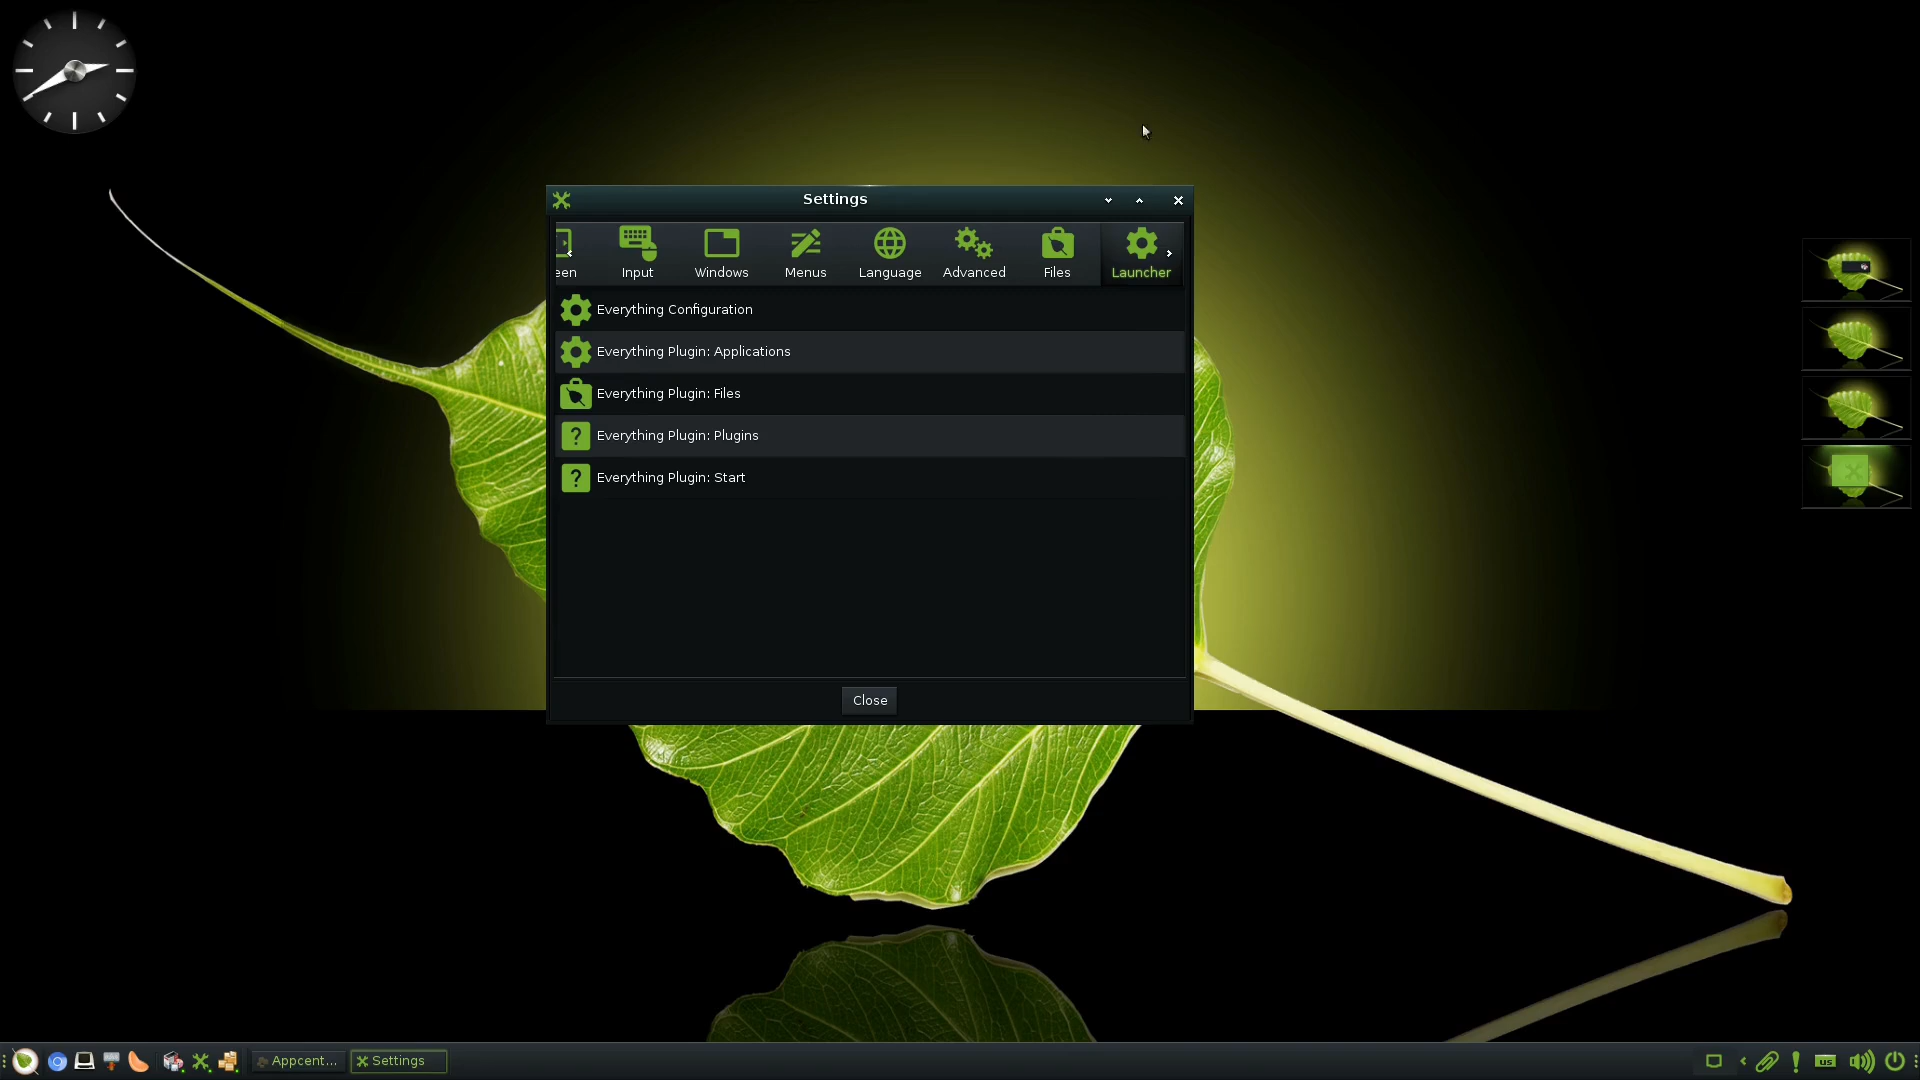 Settings
een
Input
Windows
Menus
Language
Advanced
Files
Launcher
Everything Configuration
Everything Plugin: Applications
Everything Plugin: Files
? Everything Plugin: Plugins
? Everything Plugin: Start
Close
Appcent...
Settings
us